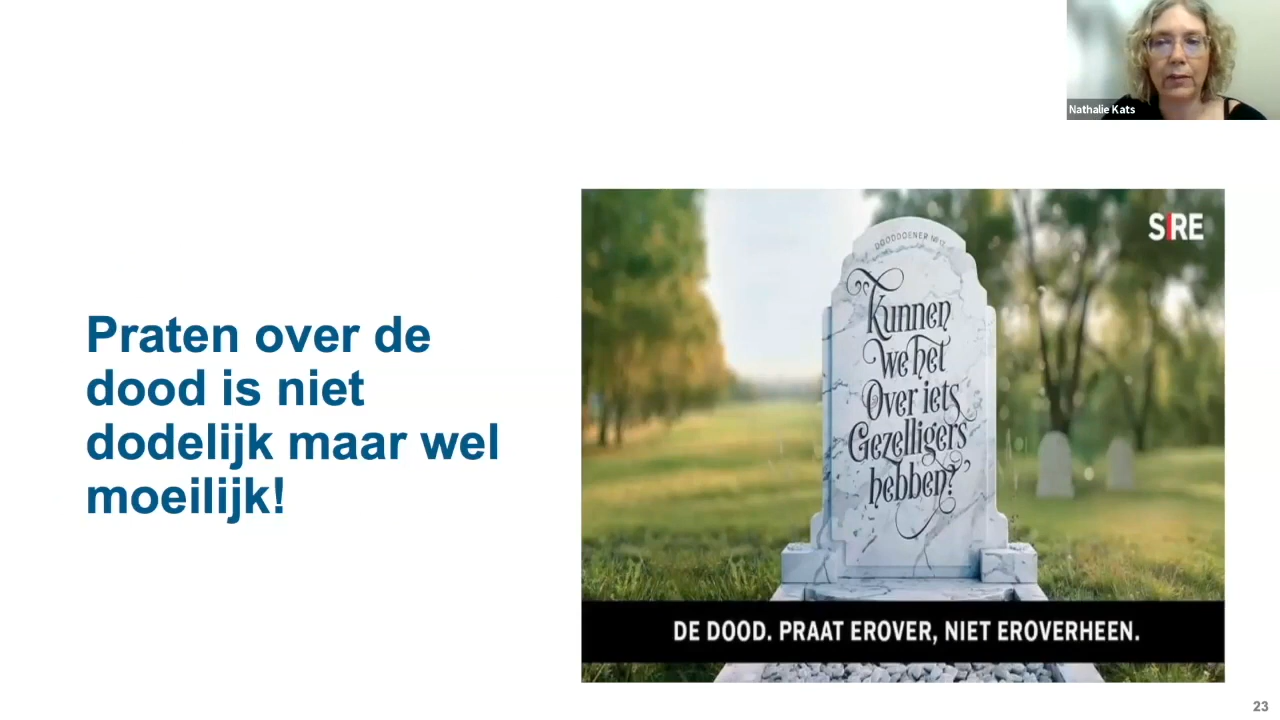 Nathalie Kats
Praten over de
dood is niet
dodelijk maar wel
moeilijk!
SIRE
DOODDOENER Nº12
“Kunnen
we het
Over iets
Gezelligers
hebben?”
DE DOOD. PRAAT EROVER, NIET EROVERHEEN.
23